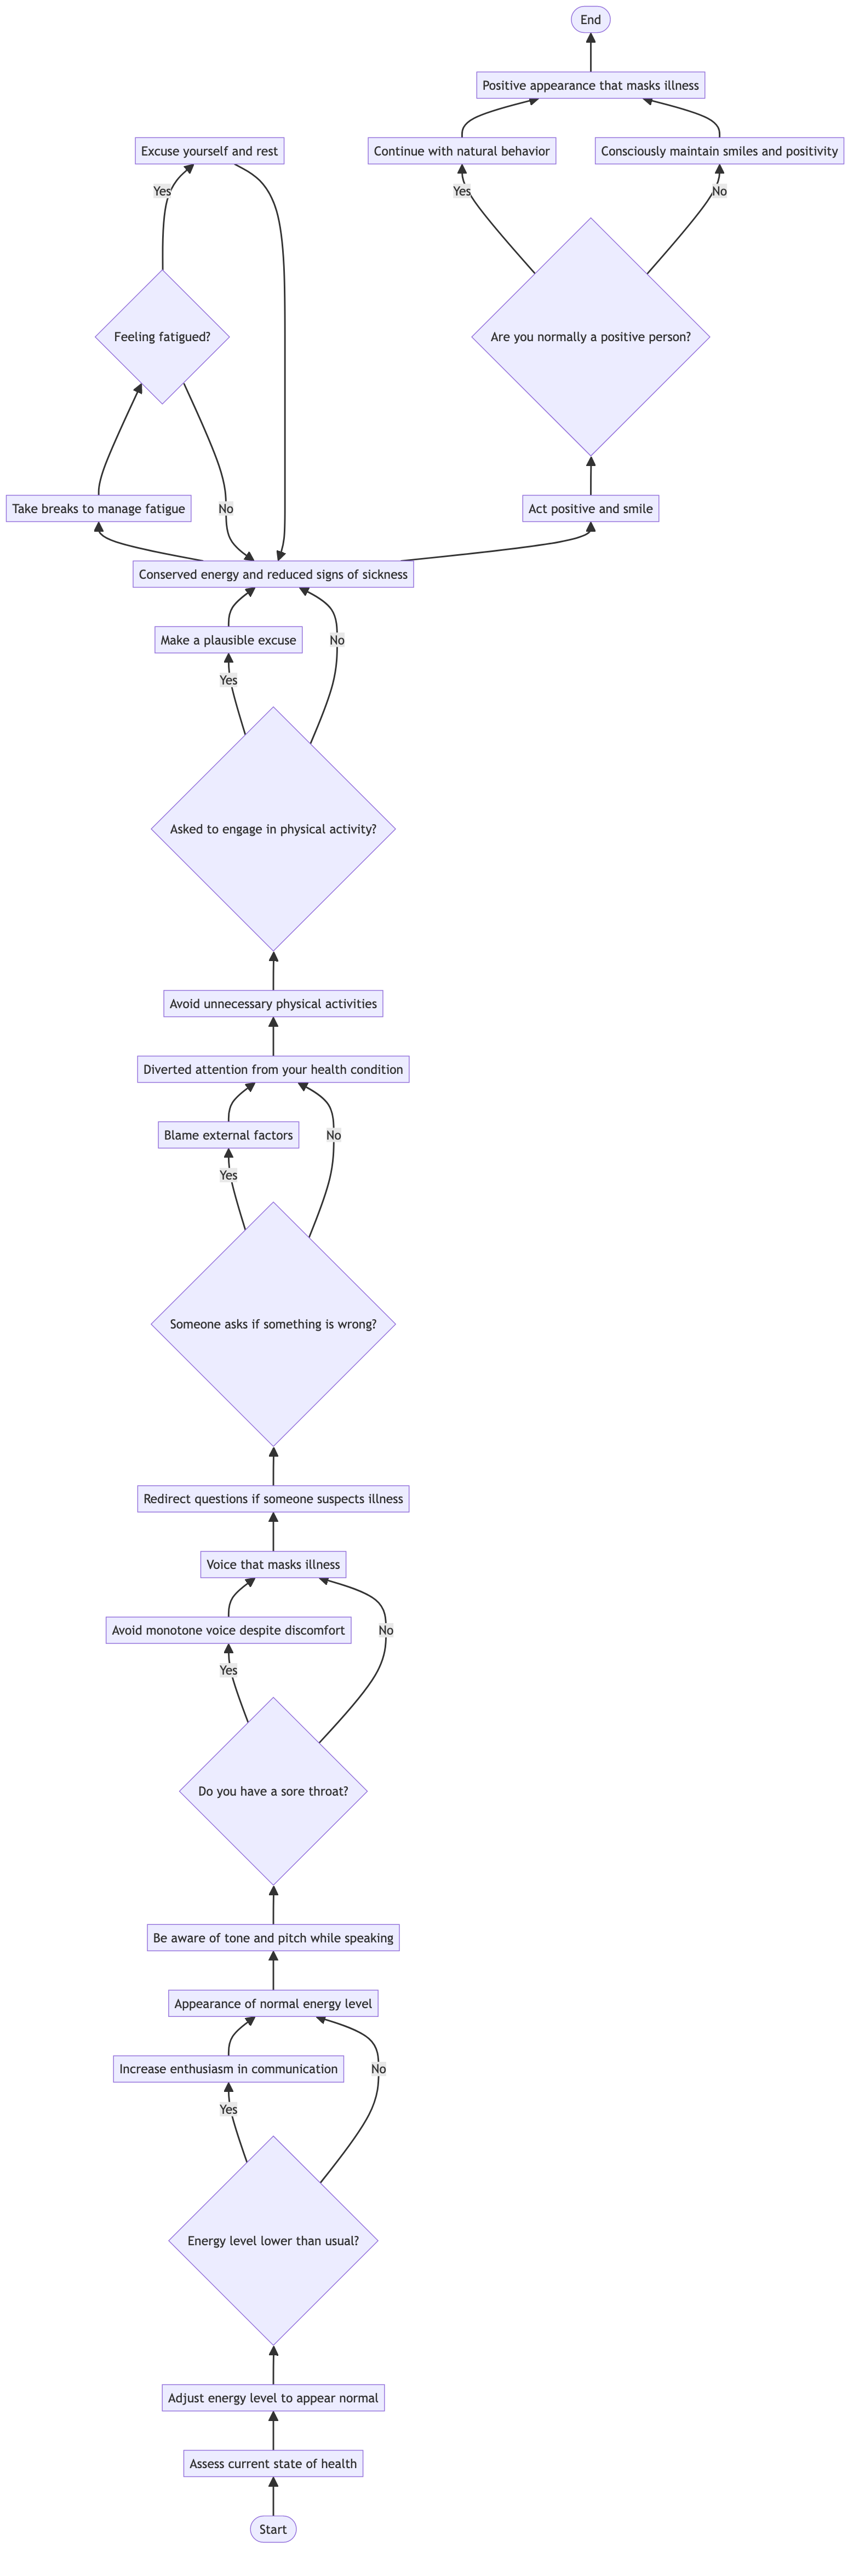 End
Positive appearance that masks illness
Excuse yourself and rest
Continue with natural behavior
Consciously maintain smiles and positivity
Yes
Yes
No
Feeling fatigued?
Are you normally a positive person?
Take breaks to manage fatigue
No
Act positive and smile
Conserved energy and reduced signs of sickness
Make a plausible excuse
No
Yes
Asked to engage in physical activity?
Avoid unnecessary physical activities
Diverted attention from your health condition
Blame external factors
No
Yes
Someone asks if something is wrong?
Redirect questions if someone suspects illness
Voice that masks illness
Avoid monotone voice despite discomfort
No
Yes
Do you have a sore throat?
Be aware of tone and pitch while speaking
Appearance of normal energy level
Increase enthusiasm in communication
No
Yes
Energy level lower than usual?
Adjust energy level to appear normal
Assess current state of health
Start